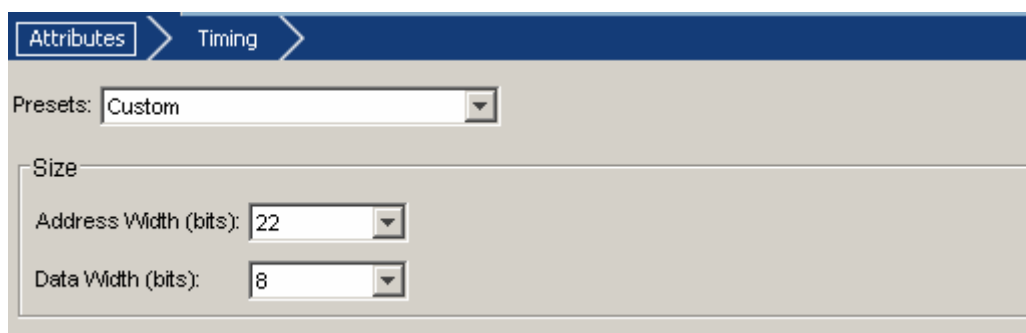 Attributes Timing
Presets: Custom
Size
Address Width (bits): 22
Data Width (bits): 8